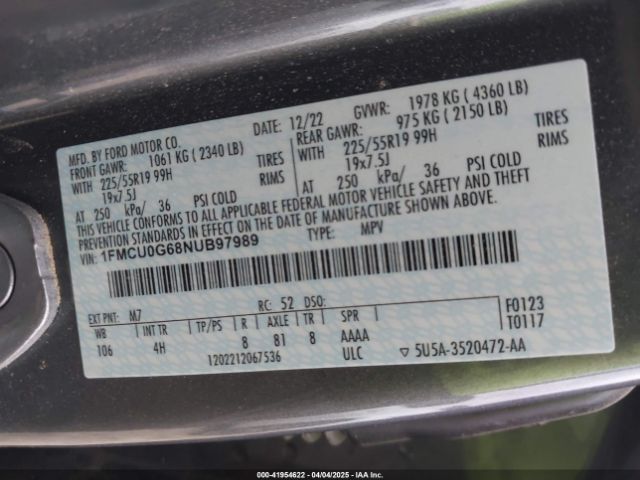 MFD. BY FORD MOTOR CO. DATE: 12/22 GVWR: 1978 KG ( 4360 LB)
FRONT GAWR: 1061 KG ( 2340 LB) REAR GAWR: 975 KG ( 2150 LB)
WITH 225/55R19 99H TIRES WITH 225/55R19 99H TIRES
19x7.5J RIMS 19x7.5J RIMS
AT 250 kPa/ 36 PSI COLD AT 250 kPa/ 36 PSI COLD
THIS VEHICLE CONFORMS TO ALL APPLICABLE FEDERAL MOTOR VEHICLE SAFETY AND THEFT
PREVENTION STANDARDS IN EFFECT ON THE DATE OF MANUFACTURE SHOWN ABOVE.
VIN: 1FMCU0G68NUB97989 TYPE: MPV
EXT PNT: M7 RC: 52 DSO: F0123
WB INT TR TP/PS R AXLE TR SPR T0117
106 4H 8 81 8 AAAA
1202212067536 ULC ▽ 5U5A-3520472-AA
000-41954622 - 04/04/2025 - IAA Inc.